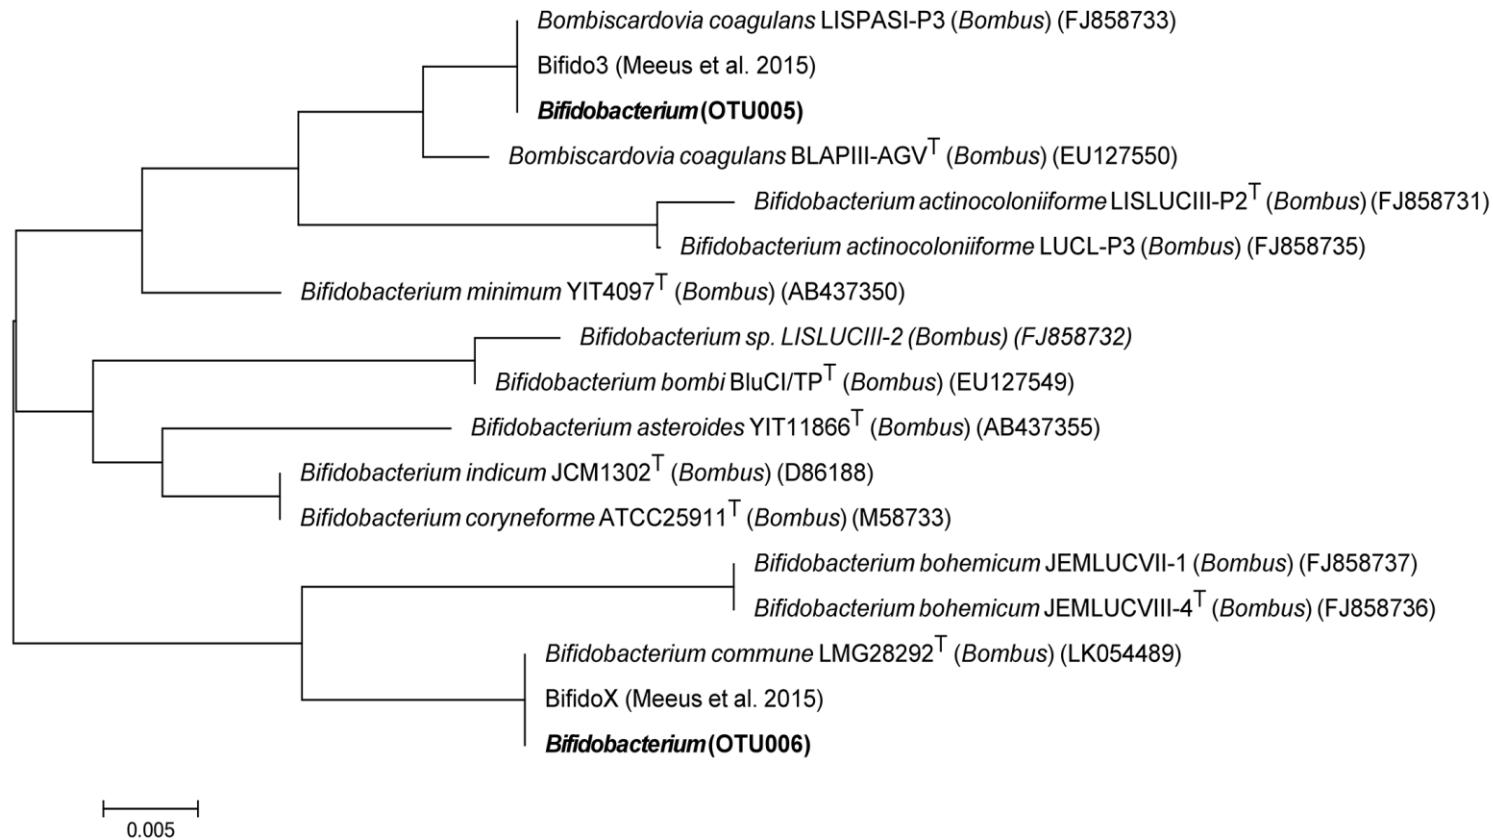 Bombiscardovia coagulans LISPASI-P3 (Bombus) (FJ858733)
Bifido3 (Meeus et al. 2015)
Bifidobacterium (OTU005)
Bombiscardovia coagulans BLAPIII-AGVᵀ (Bombus) (EU127550)
Bifidobacterium actinocoloniiforme LISLUCIII-P2ᵀ (Bombus) (FJ858731)
Bifidobacterium actinocoloniiforme LUCL-P3 (Bombus) (FJ858735)
Bifidobacterium minimum YIT4097ᵀ (Bombus) (AB437350)
Bifidobacterium sp. LISLUCIII-2 (Bombus) (FJ858732)
Bifidobacterium bombi BluCI/TPᵀ (Bombus) (EU127549)
Bifidobacterium asteroides YIT11866ᵀ (Bombus) (AB437355)
Bifidobacterium indicum JCM1302ᵀ (Bombus) (D86188)
Bifidobacterium coryneforme ATCC25911ᵀ (Bombus) (M58733)
Bifidobacterium bohemicum JEMLUCVII-1 (Bombus) (FJ858737)
Bifidobacterium bohemicum JEMLUCVIII-4ᵀ (Bombus) (FJ858736)
Bifidobacterium commune LMG28292ᵀ (Bombus) (LK054489)
BifidoX (Meeus et al. 2015)
Bifidobacterium (OTU006)
0.005